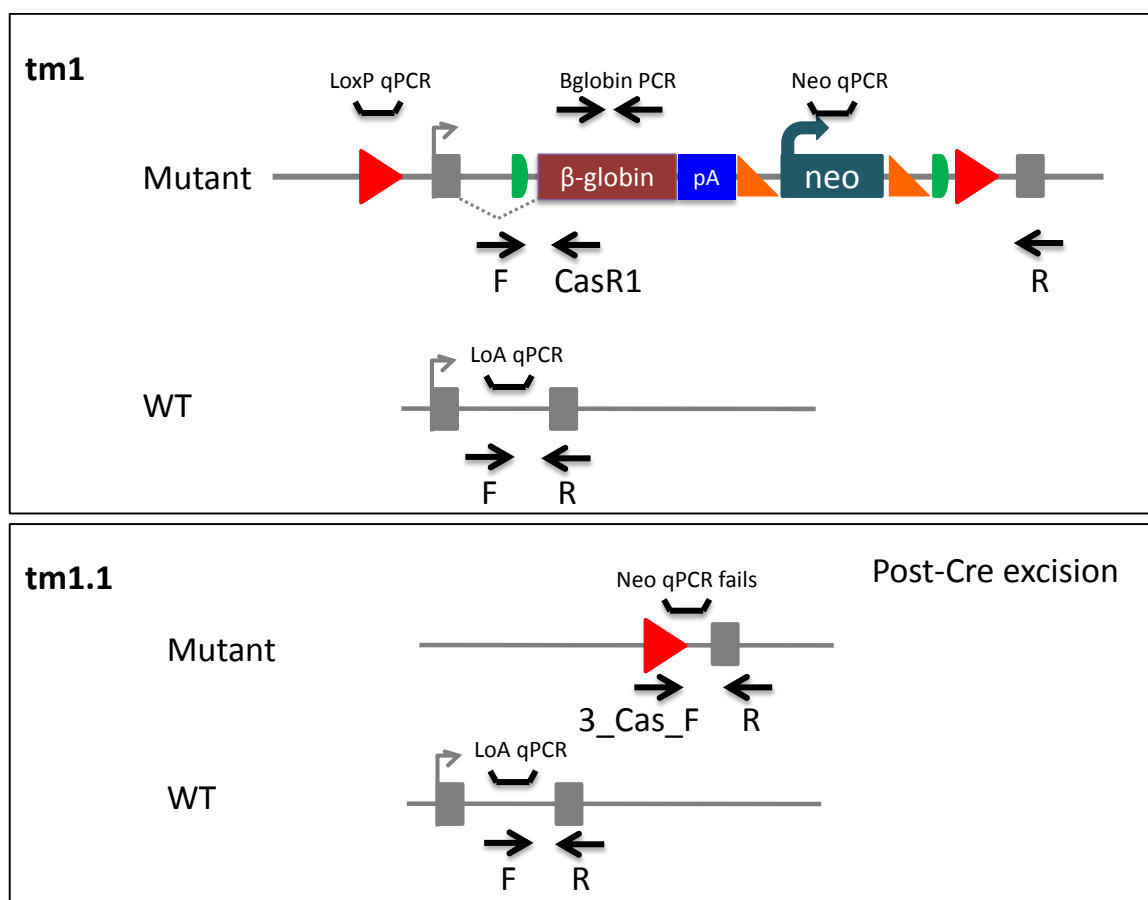 tm1
LoxP qPCR
Bglobin PCR
Neo qPCR
Mutant
β-globin
pA
neo
F
CasR1
R
LoA qPCR
WT
F
R
tm1.1
Post-Cre excision
Neo qPCR fails
Mutant
3_Cas_F
R
LoA qPCR
WT
F
R